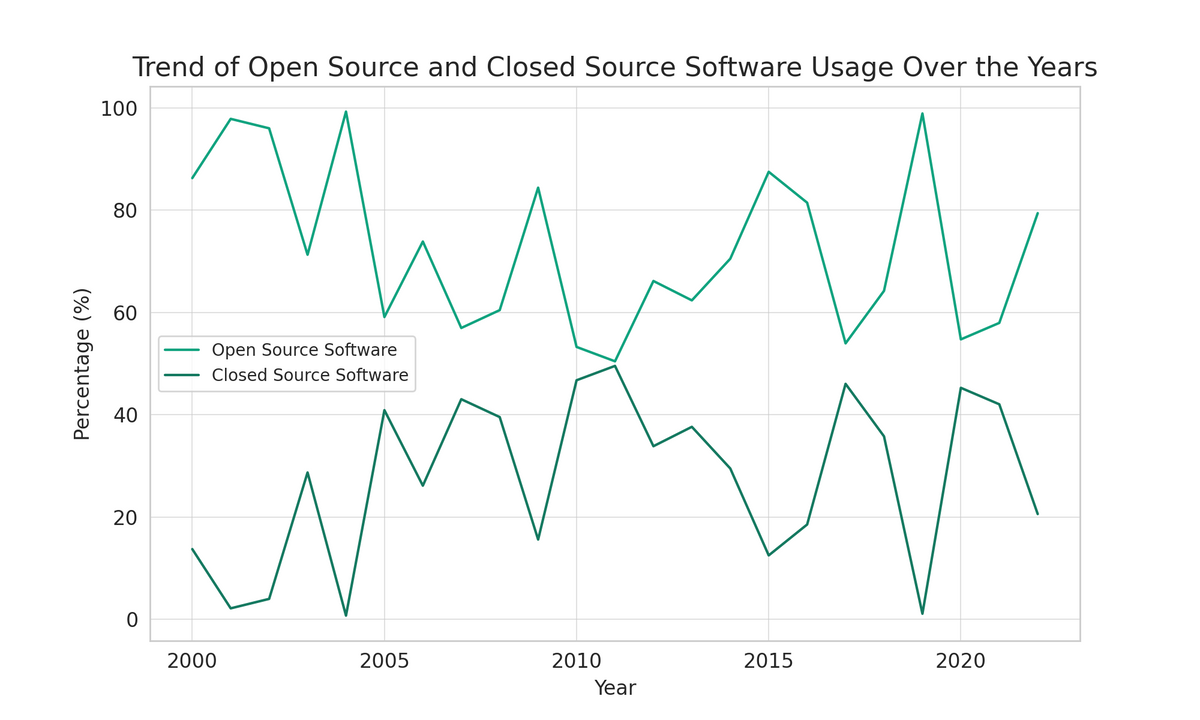 Trend of Open Source and Closed Source Software Usage Over the Years
100
80
60
40
20
0
Percentage (%)
Open Source Software
Closed Source Software
2000 2005 2010 2015 2020
Year